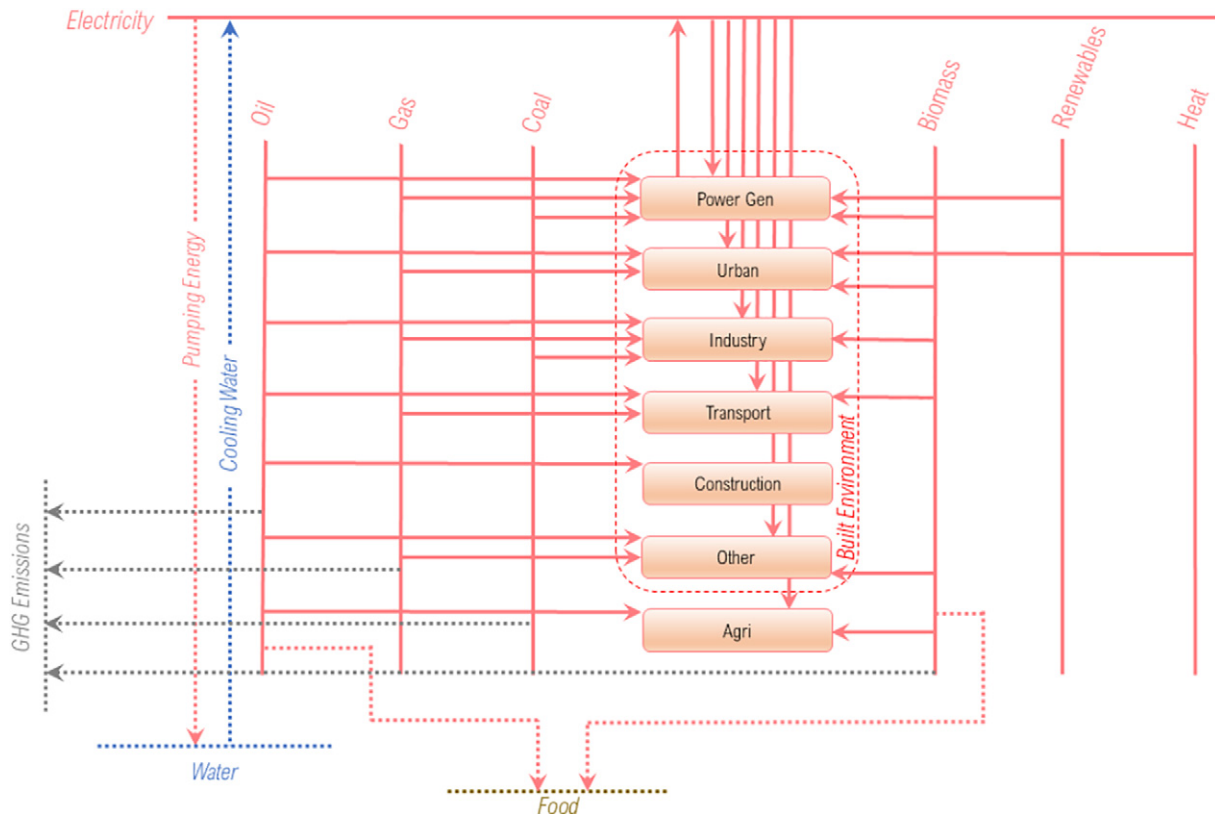 Electricity
Oil
Gas
Coal
Biomass
Renewables
Heat
Pumping Energy
Cooling Water
Power Gen
Urban
Industry
Transport
Construction
Other
Agri
Built Environment
GHG Emissions
Water
Food